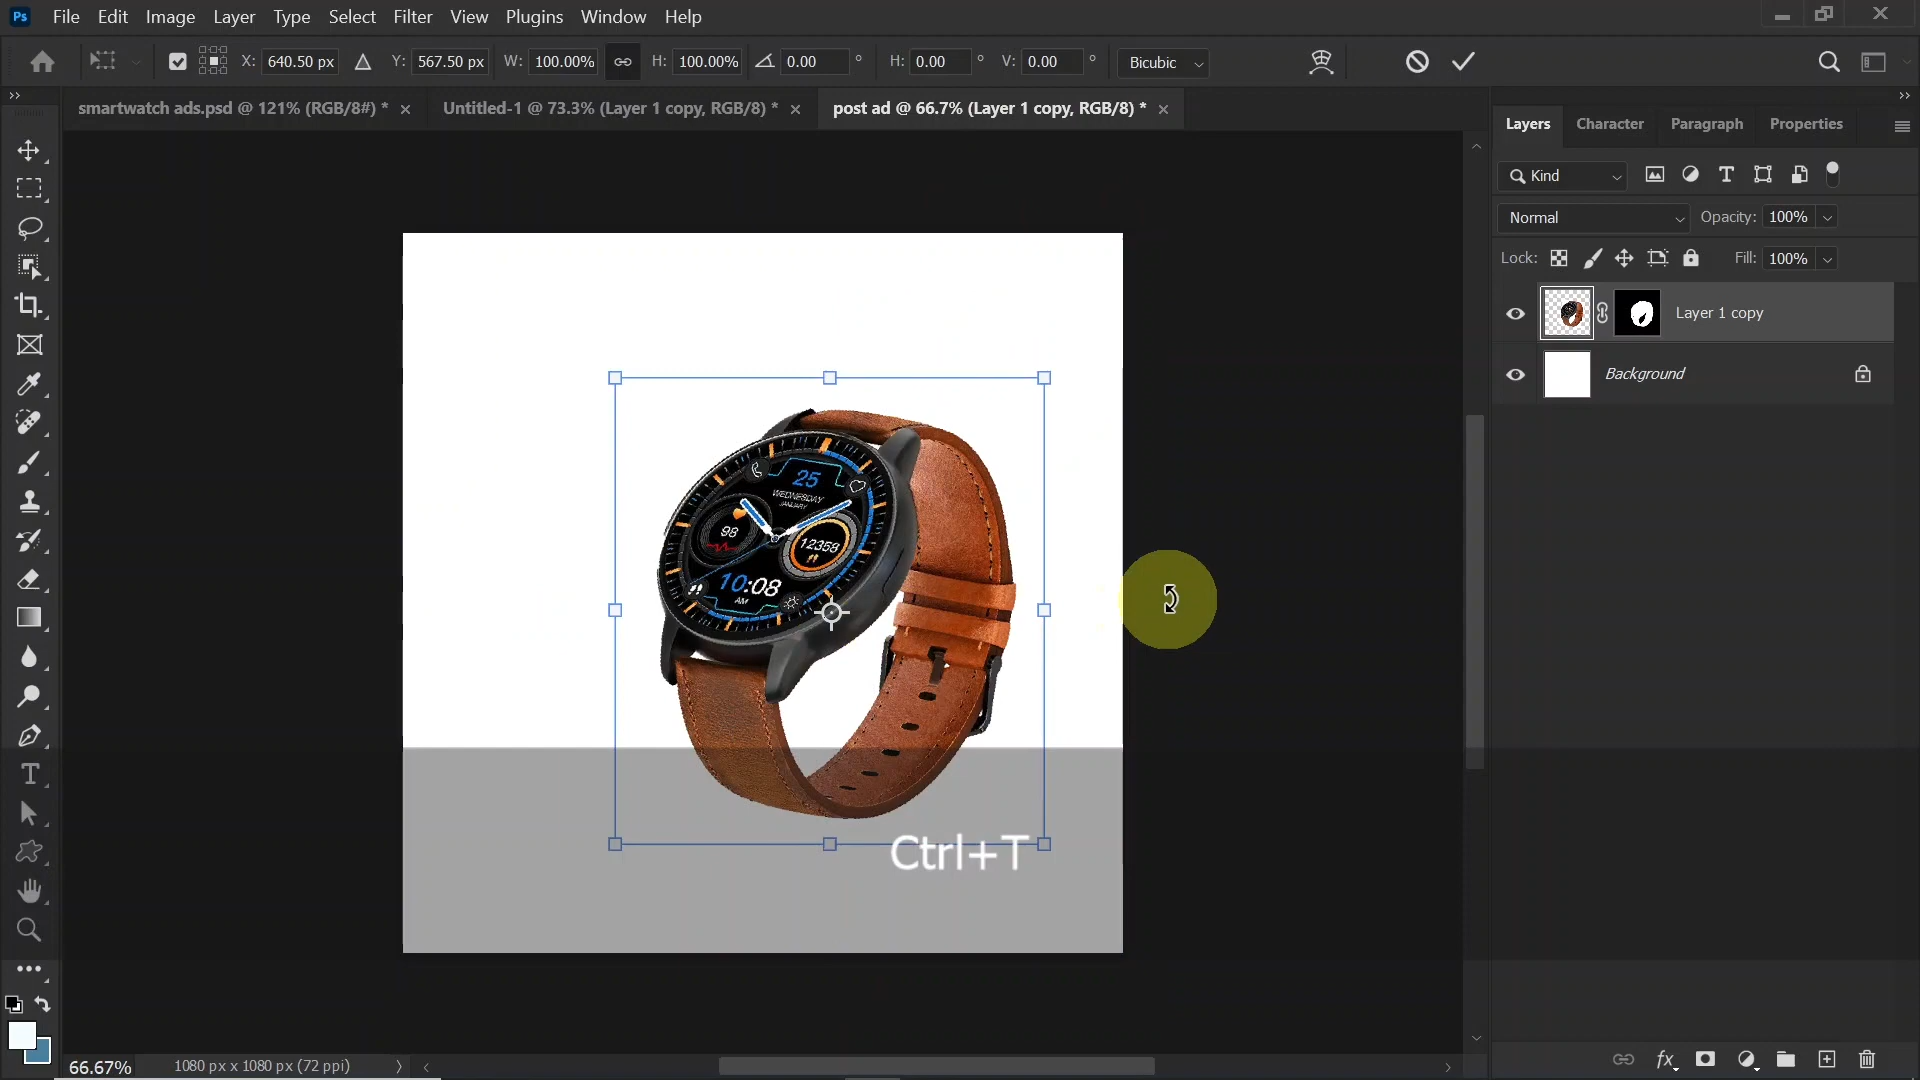 Ps File Edit Image Layer Type Select Filter View Plugins Window Help
X: 640.50 px Y: 567.50 px W: 100.00% H: 100.00% 0.00 ° H: 0.00 ° V: 0.00 ° Bicubic
smartwatch ads.psd @ 121% (RGB/8#) * × Untitled-1 @ 73.3% (Layer 1 copy, RGB/8) * × post ad @ 66.7% (Layer 1 copy, RGB/8) * ×
Layers Character Paragraph Properties
Kind
Normal Opacity: 100%
Lock: Fill: 100%
Layer 1 copy
Background
25
WEDNESDAY
JANUARY
98
12358
10:08
AM
Ctrl+T
66.67% 1080 px x 1080 px (72 ppi)
fx